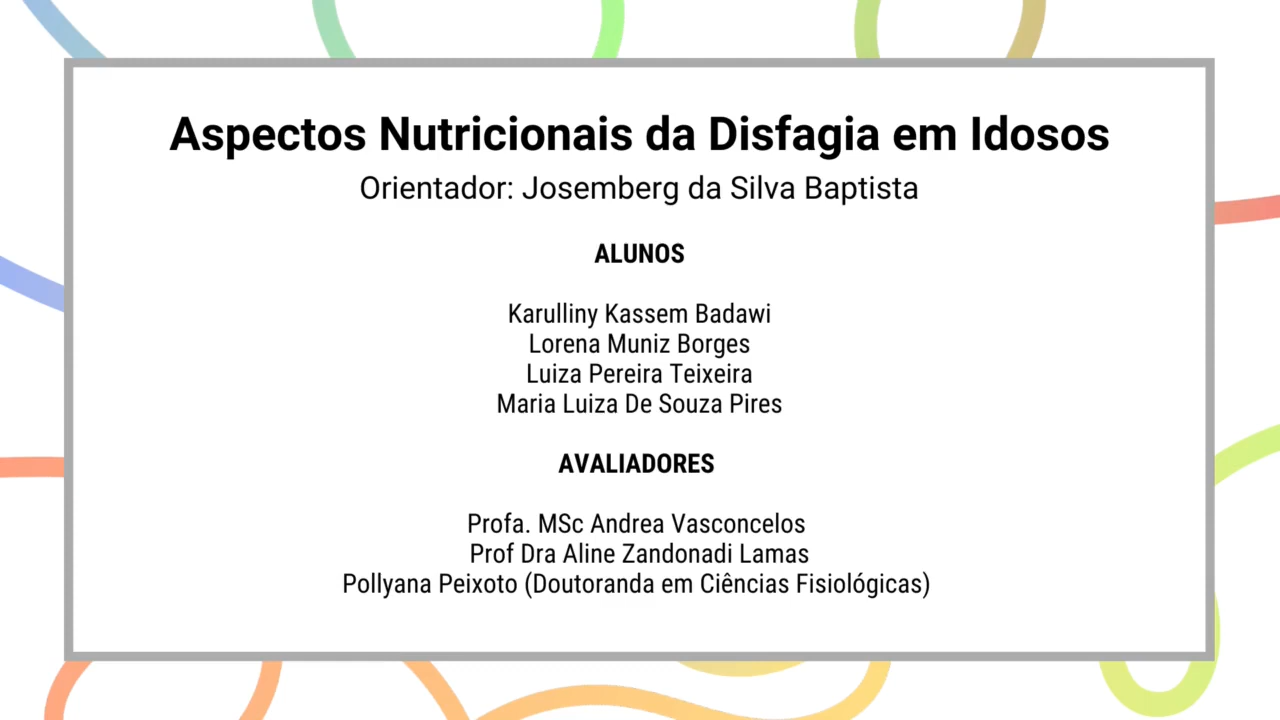 Aspectos Nutricionais da Disfagia em Idosos
Orientador: Josemberg da Silva Baptista
ALUNOS
Karulliny Kassem Badawi
Lorena Muniz Borges
Luiza Pereira Teixeira
Maria Luiza De Souza Pires
AVALIADORES
Profa. MSc Andrea Vasconcelos
Prof Dra Aline Zandonadi Lamas
Pollyana Peixoto (Doutoranda em Ciências Fisiológicas)